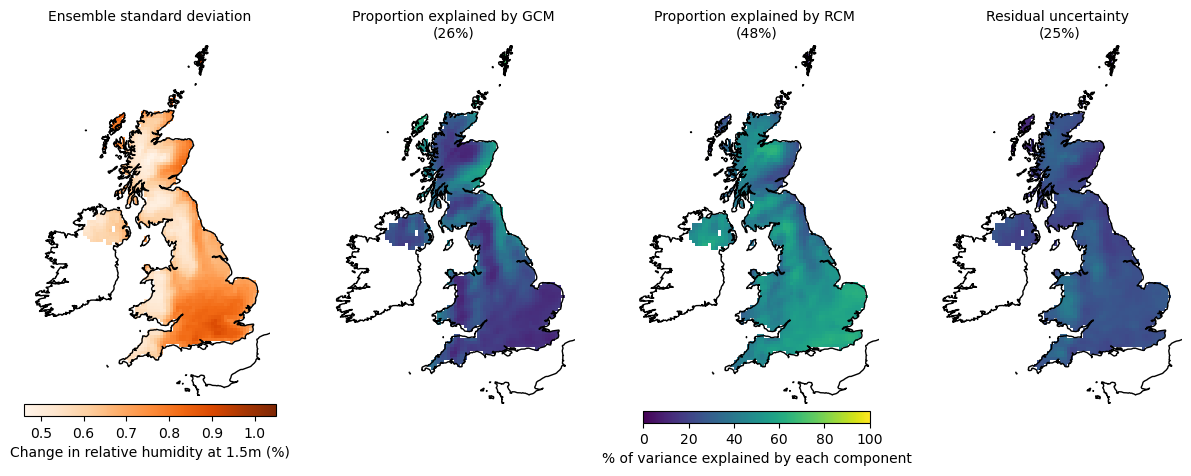 Ensemble standard deviation
Proportion explained by GCM
(26%)
Proportion explained by RCM
(48%)
Residual uncertainty
(25%)
0.5 0.6 0.7 0.8 0.9 1.0
Change in relative humidity at 1.5m (%)
0 20 40 60 80 100
% of variance explained by each component